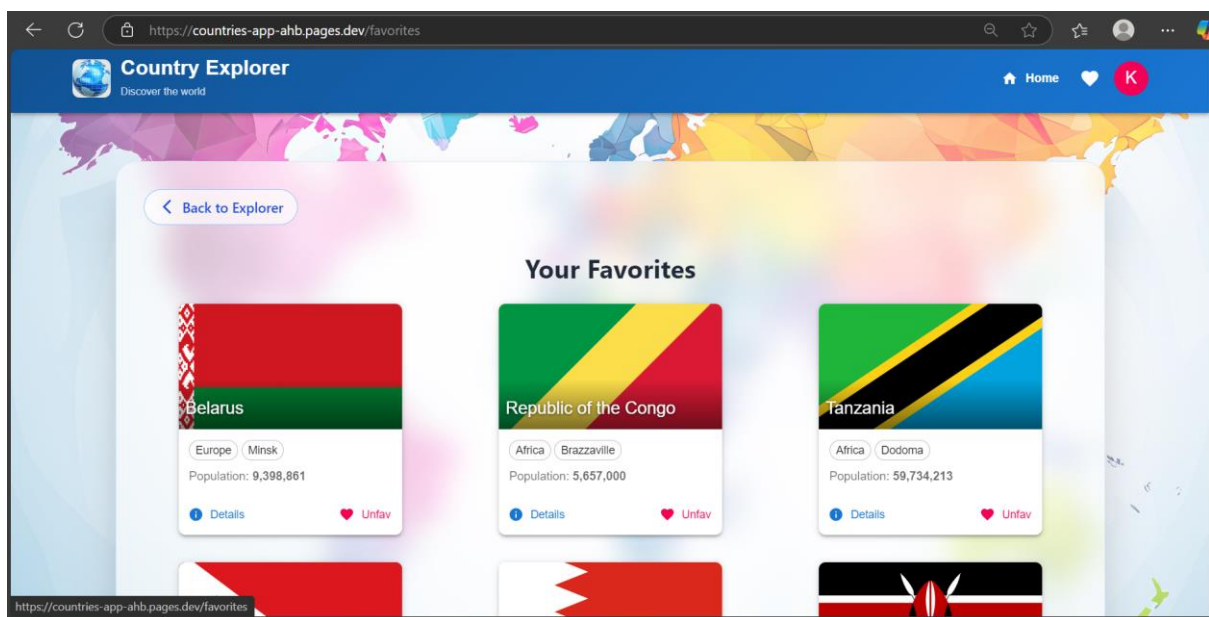 https://countries-app-ahb.pages.dev/favorites
Country Explorer
Discover the world
Home
K
Back to Explorer
Your Favorites
Belarus
Republic of the Congo
Tanzania
Europe Minsk
Africa Brazzaville
Africa Dodoma
Population: 9,398,861
Population: 5,657,000
Population: 59,734,213
Details Unfav
Details Unfav
Details Unfav
https://countries-app-ahb.pages.dev/favorites